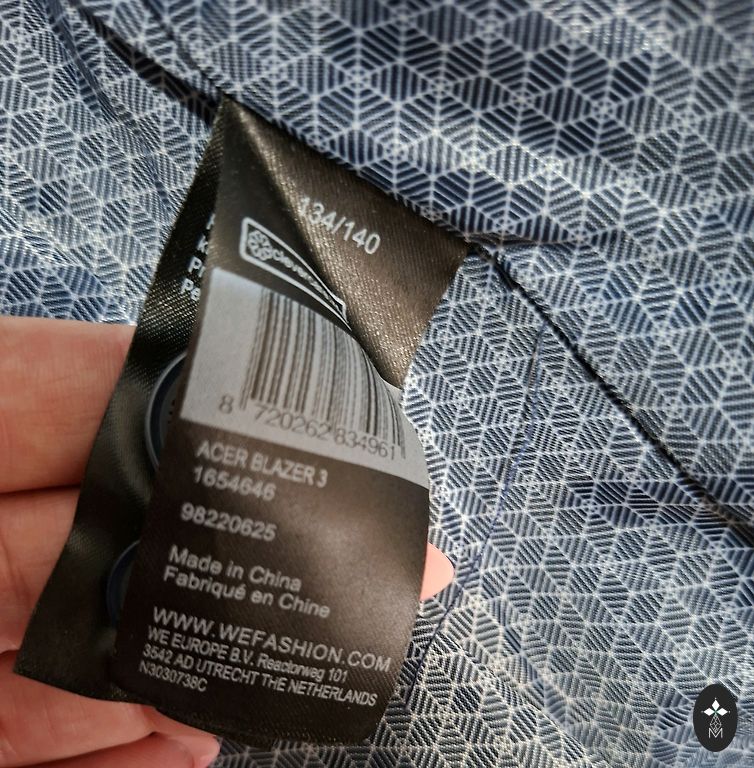 134/140
8 720262 834961
ACER BLAZER 3
1654646
98220625
Made in China
Fabriqué en Chine
WWW.WEFASHION.COM
WE EUROPE B.V. Reactorweg 101
3542 AD UTRECHT THE NETHERLANDS
N3030738C
M